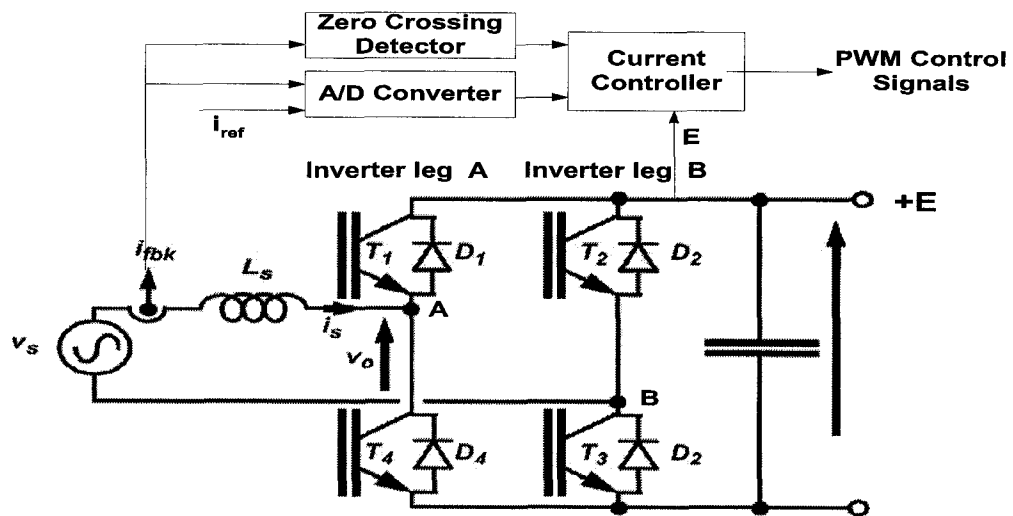 Zero Crossing
Detector
A/D Converter
Current
Controller
PWM Control
Signals
i_ref
E
Inverter leg A
Inverter leg B
+E
i_fbk
L_s
T_1
D_1
T_2
D_2
A
i_s
v_s
v_o
B
T_4
D_4
T_3
D_2